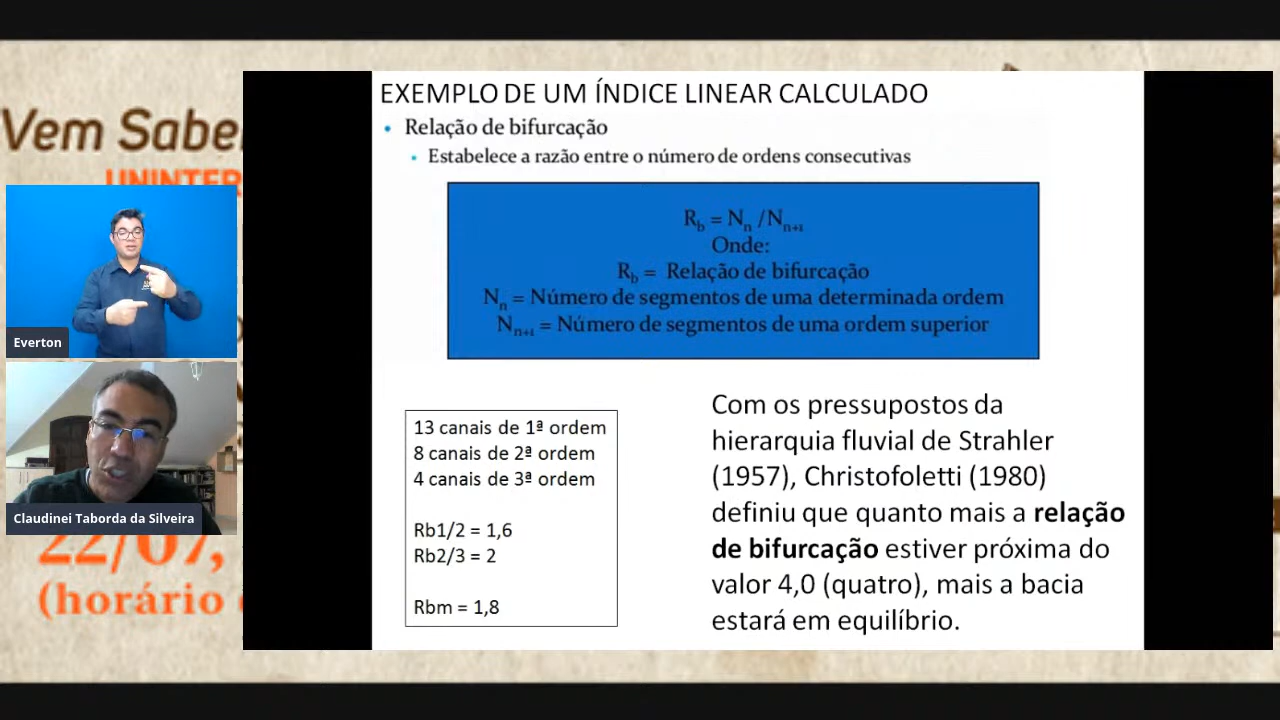 Vem Sabe
UNINTER
EXEMPLO DE UM ÍNDICE LINEAR CALCULADO
• Relação de bifurcação
• Estabelece a razão entre o número de ordens consecutivas
Rb = Nn /Nn+1
Onde:
Rb = Relação de bifurcação
Nn = Número de segmentos de uma determinada ordem
Nn+1 = Número de segmentos de uma ordem superior
13 canais de 1ª ordem
8 canais de 2ª ordem
4 canais de 3ª ordem
Rb1/2 = 1,6
Rb2/3 = 2
Rbm = 1,8
Com os pressupostos da
hierarquia fluvial de Strahler
(1957), Christofoletti (1980)
definiu que quanto mais a relação
de bifurcação estiver próxima do
valor 4,0 (quatro), mais a bacia
estará em equilíbrio.
Everton
Claudinei Taborda da Silveira
22/07,
(horário